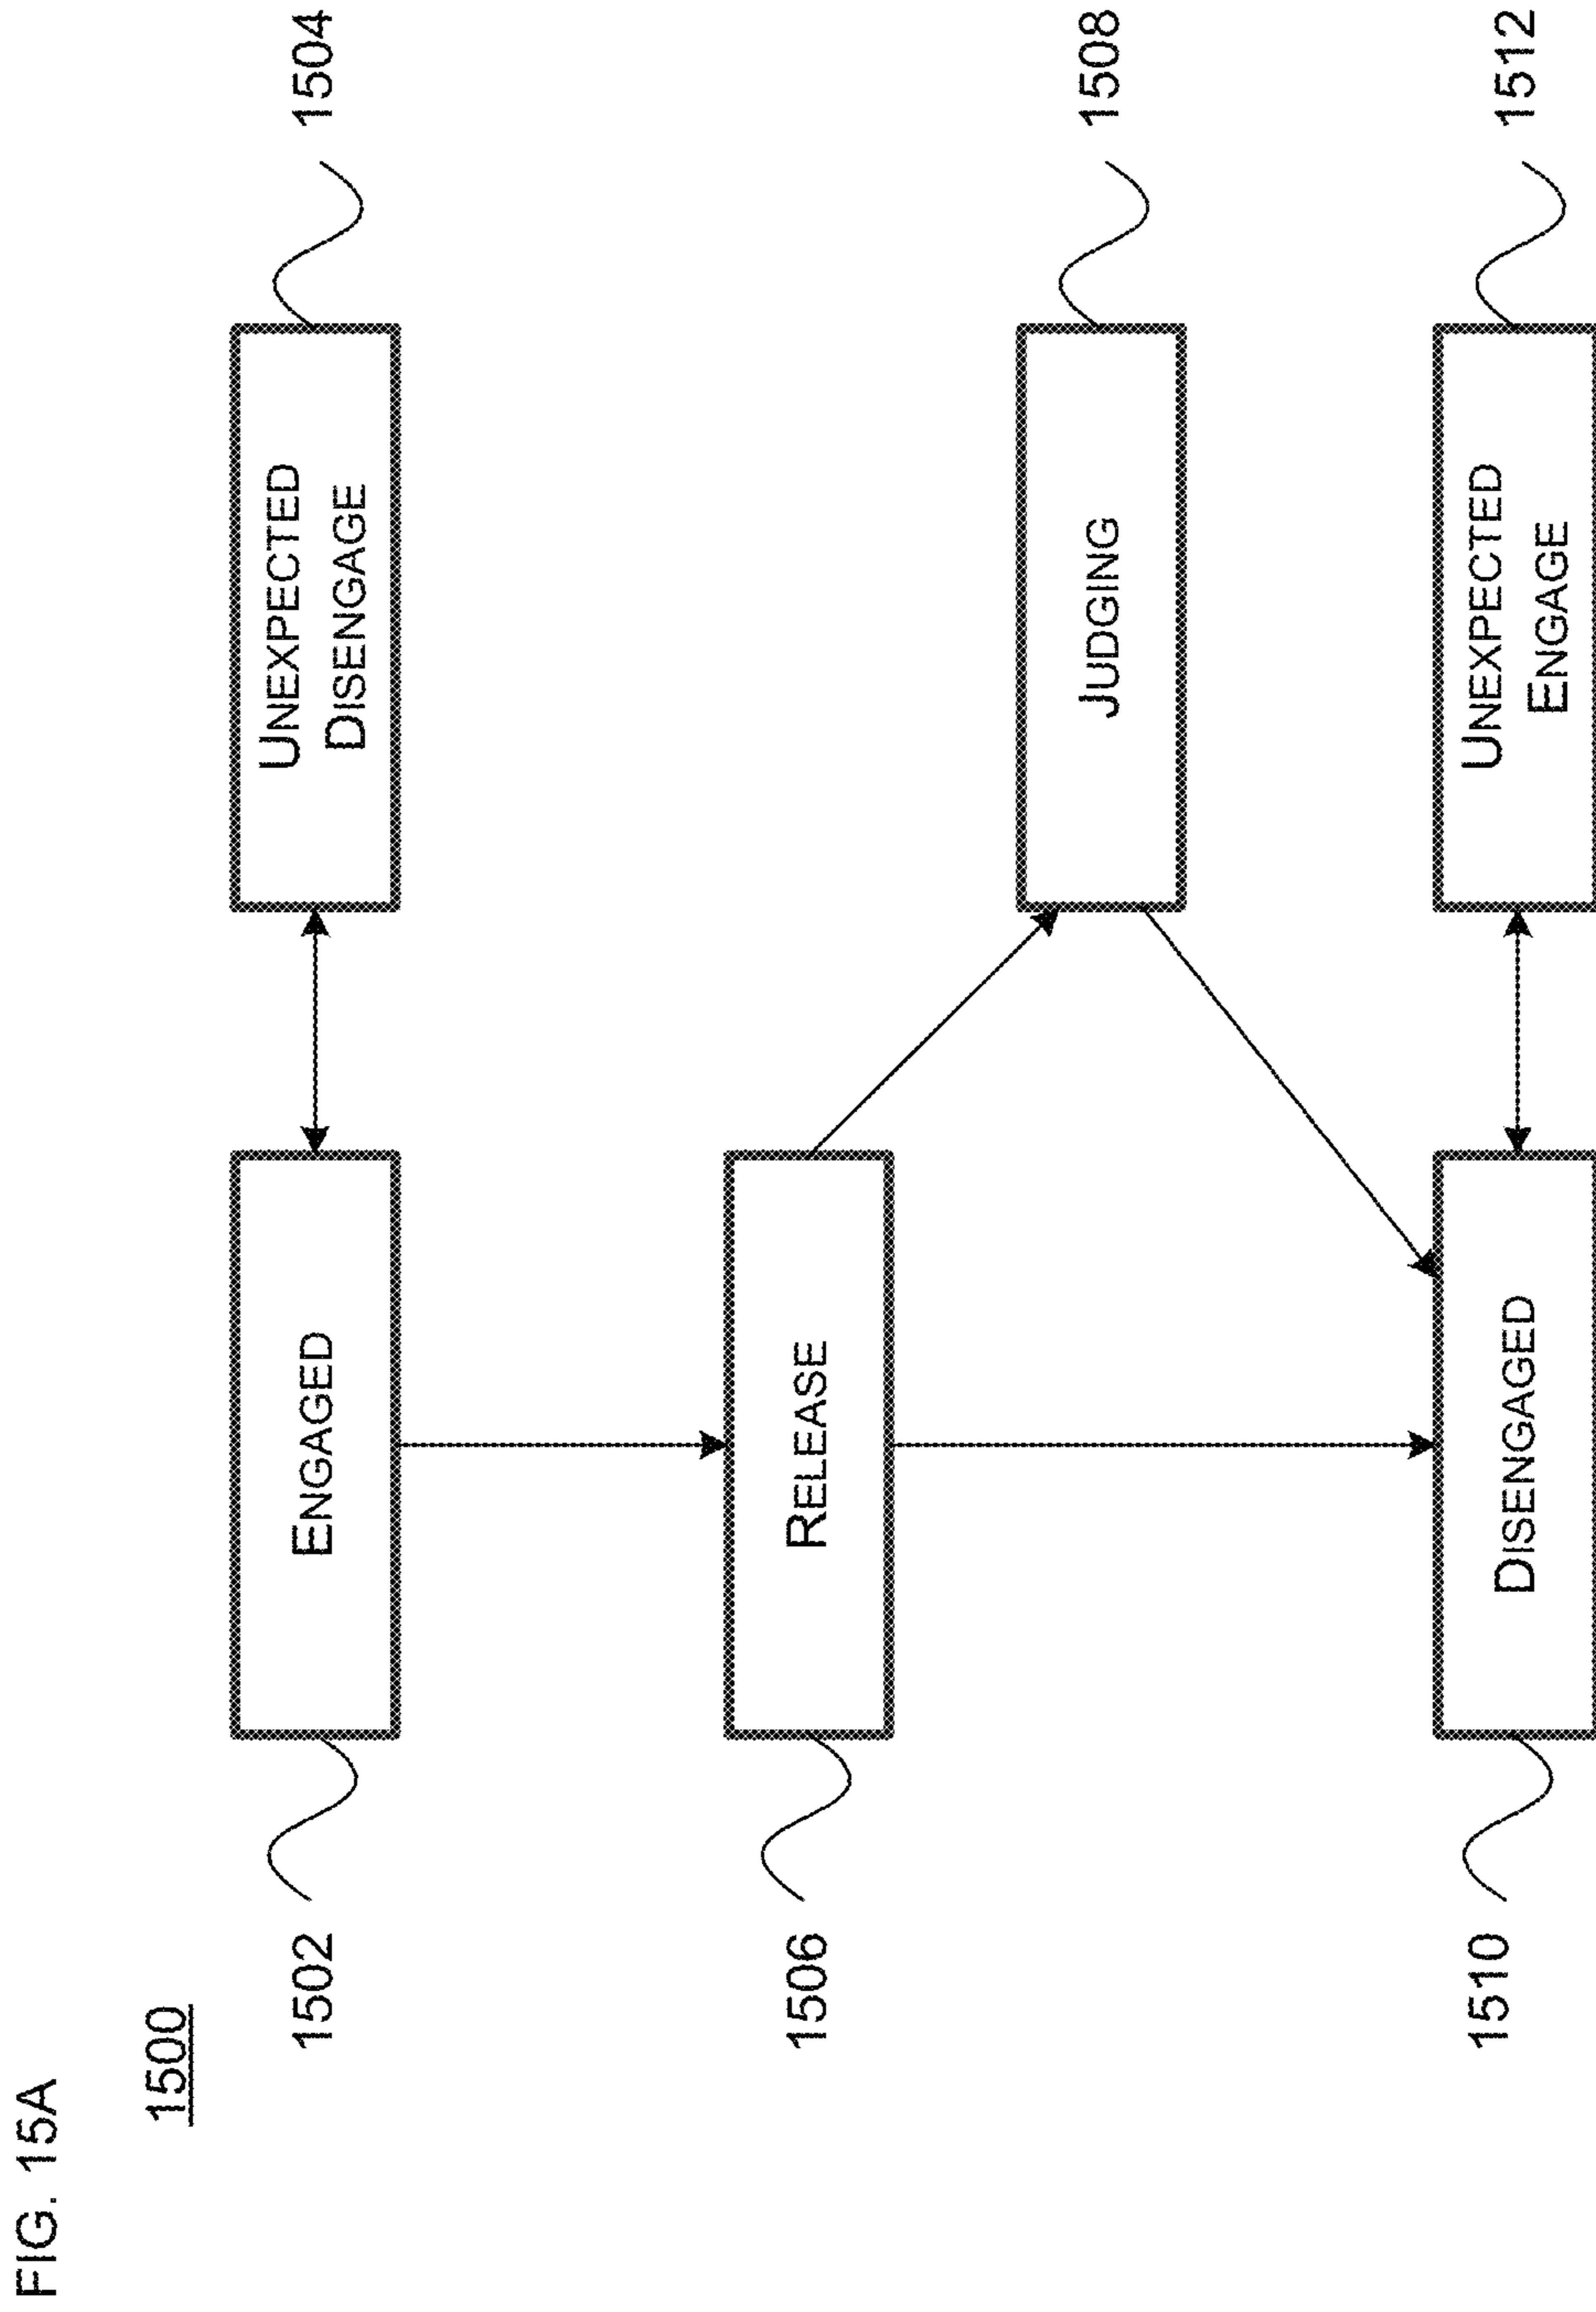 FIG. 15A
1500
1502
ENGAGED
UNEXPECTED
DISENGAGE
1504
1506
RELEASE
JUDGING
1508
1510
DISENGAGED
UNEXPECTED
ENGAGE
1512